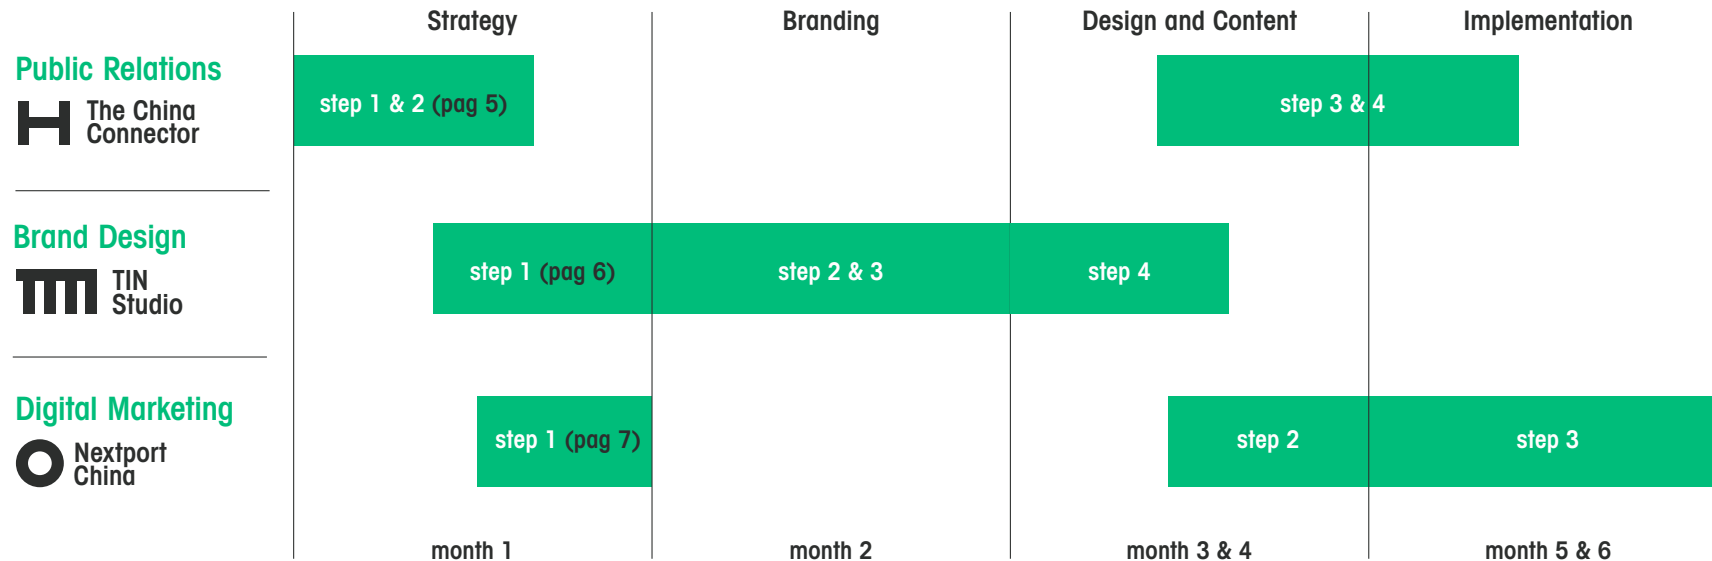 Strategy
Branding
Design and Content
Implementation
Public Relations
The China
Connector
step 1 & 2 (pag 5)
step 3 & 4
Brand Design
TIN
Studio
step 1 (pag 6)
step 2 & 3
step 4
Digital Marketing
Nextport
China
step 1 (pag 7)
step 2
step 3
month 1
month 2
month 3 & 4
month 5 & 6